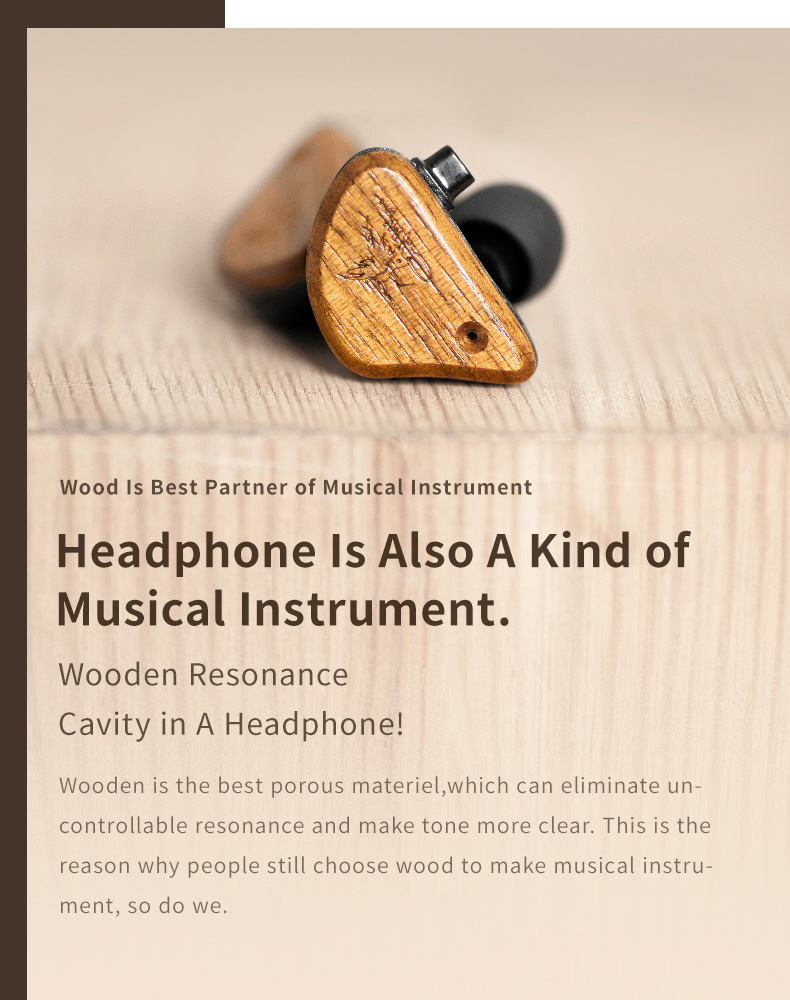 Wood Is Best Partner of Musical Instrument
Headphone Is Also A Kind of
Musical Instrument.
Wooden Resonance
Cavity in A Headphone!
Wooden is the best porous materiel,which can eliminate un-
controllable resonance and make tone more clear. This is the
reason why people still choose wood to make musical instru-
ment, so do we.